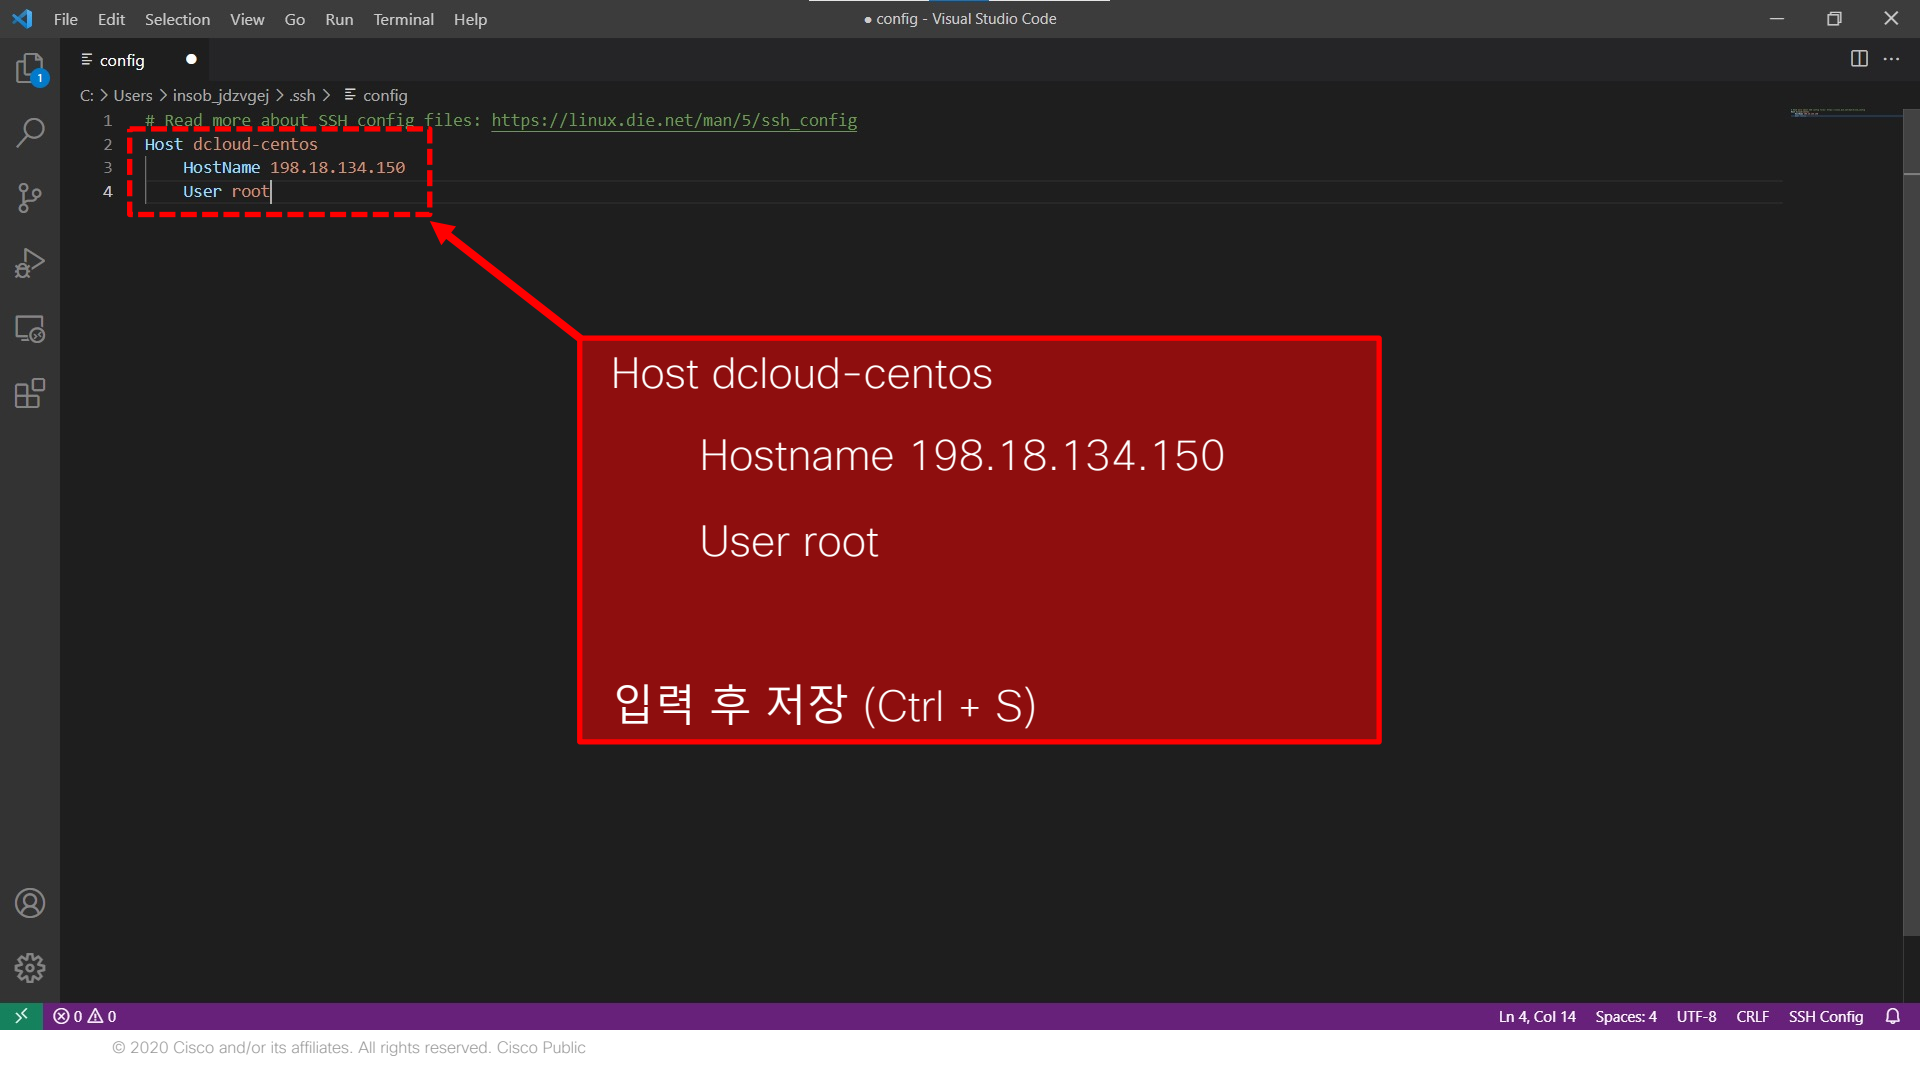 File Edit Selection View Go Run Terminal Help
● config - Visual Studio Code
config
1
C: > Users > insob_jdzvgej > .ssh > config
1 # Read more about SSH config files: https://linux.die.net/man/5/ssh_config
2 Host dcloud-centos
3 HostName 198.18.134.150
4 User root
Host dcloud-centos
Hostname 198.18.134.150
User root
입력 후 저장 (Ctrl + S)
0 0
Ln 4, Col 14 Spaces: 4 UTF-8 CRLF SSH Config
© 2020 Cisco and/or its affiliates. All rights reserved. Cisco Public